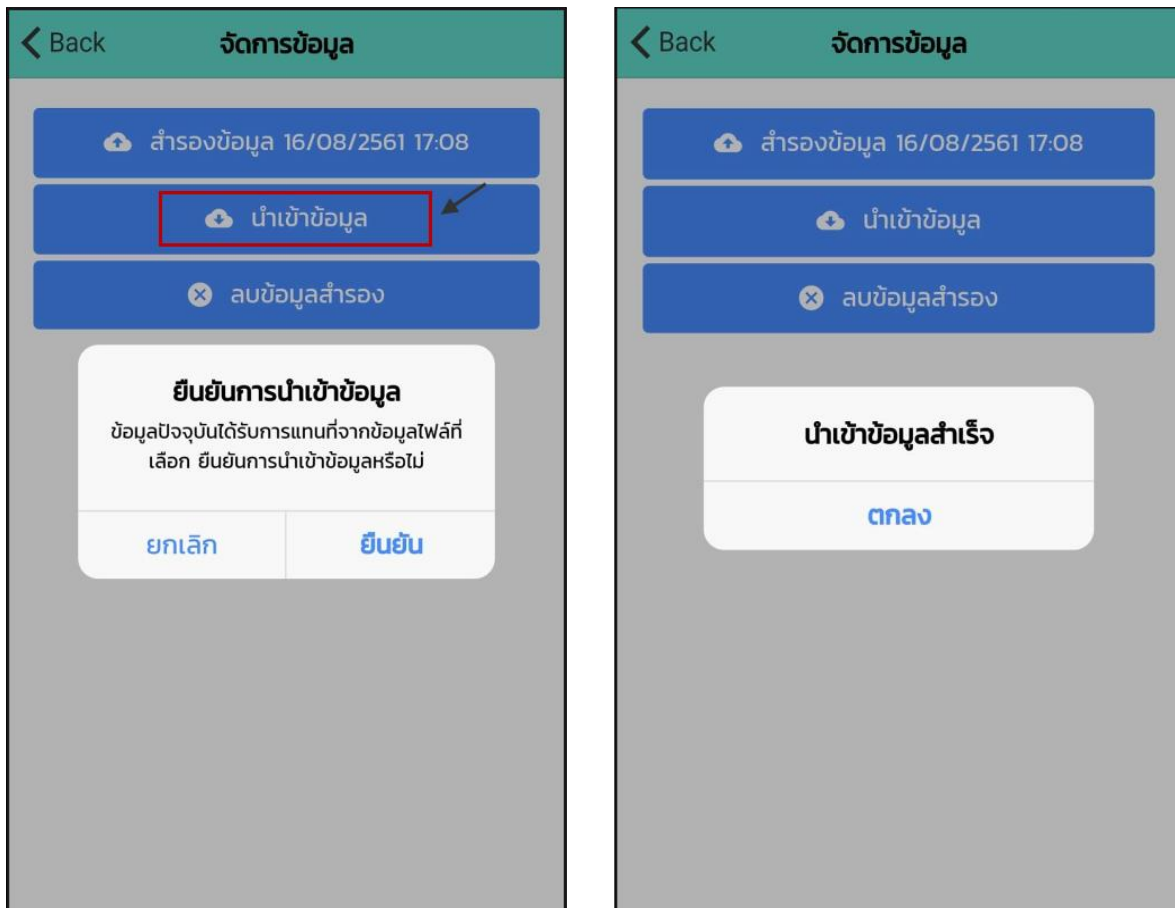 Back
จัดการข้อมูล
สำรองข้อมูล 16/08/2561 17:08
นำเข้าข้อมูล
ลบข้อมูลสำรอง
ยืนยันการนำเข้าข้อมูล
ข้อมูลปัจจุบันได้รับการแทนที่จากข้อมูลไฟล์ที่
เลือก ยืนยันการนำเข้าข้อมูลหรือไม่
ยกเลิก
ยืนยัน
Back
จัดการข้อมูล
สำรองข้อมูล 16/08/2561 17:08
นำเข้าข้อมูล
ลบข้อมูลสำรอง
นำเข้าข้อมูลสำเร็จ
ตกลง